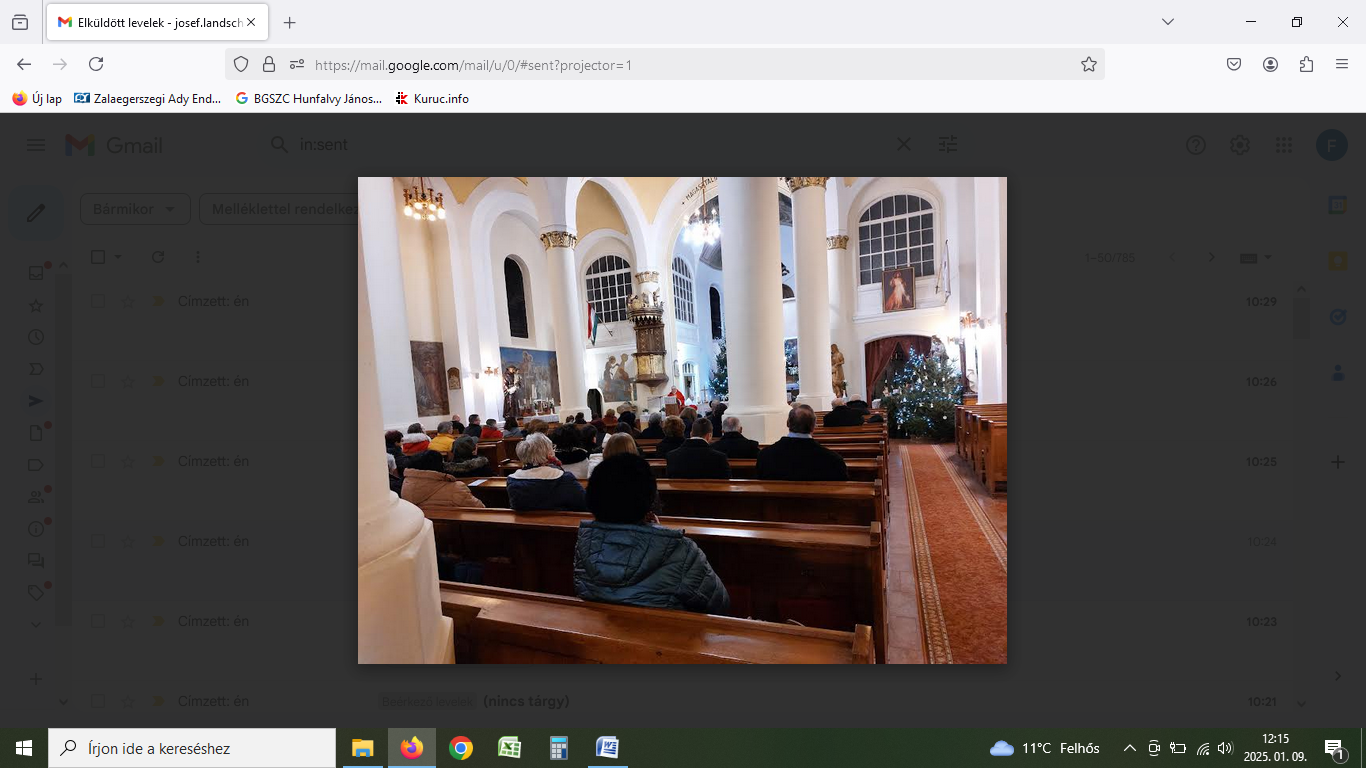 Elküldött levelek - josef.landsch
https://mail.google.com/mail/u/0/#sent?projector=1
Új lap
Zalaegerszegi Ady End...
BGSZC Hunfalvy János...
Kuruc.info
Gmail
in:sent
F
Bármikor
Melléklettel rendelkez
1–50/785
Címzett: én
10:29
Címzett: én
10:26
Címzett: én
10:25
Címzett: én
10:24
Címzett: én
10:23
Címzett: én
Beérkező levelek
(nincs tárgy)
10:21
Írjon ide a kereséshez
11°C Felhős
12:15
2025. 01. 09.
1